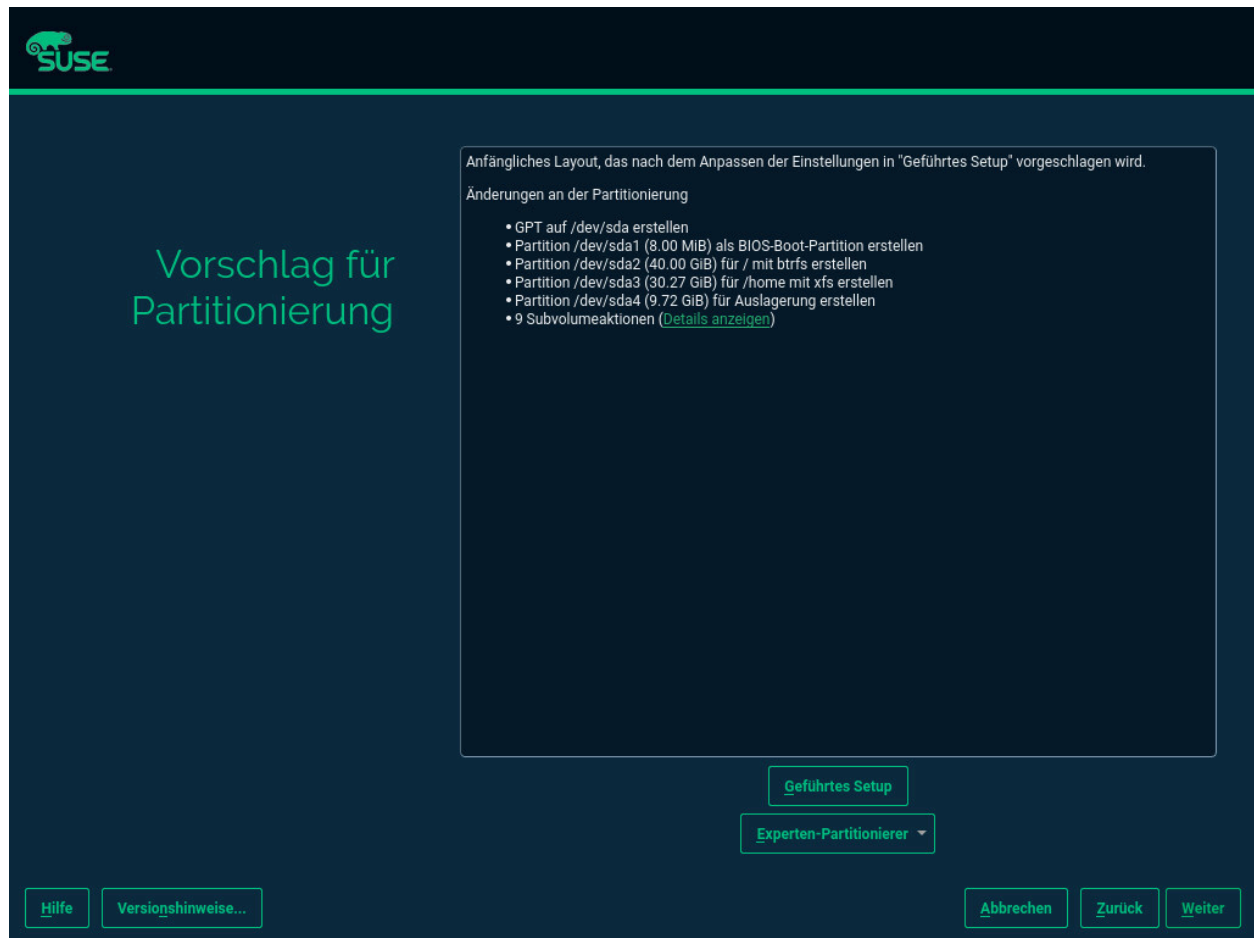 SUSE
Anfängliches Layout, das nach dem Anpassen der Einstellungen in "Geführtes Setup" vorgeschlagen wird.
Änderungen an der Partitionierung
• GPT auf /dev/sda erstellen
• Partition /dev/sda1 (8.00 MiB) als BIOS-Boot-Partition erstellen
• Partition /dev/sda2 (40.00 GiB) für / mit btrfs erstellen
• Partition /dev/sda3 (30.27 GiB) für /home mit xfs erstellen
• Partition /dev/sda4 (9.72 GiB) für Auslagerung erstellen
• 9 Subvolumeaktionen (Details anzeigen)
Vorschlag für
Partitionierung
Geführtes Setup
Experten-Partitionierer
Hilfe
Versionshinweise...
Abbrechen
Zurück
Weiter